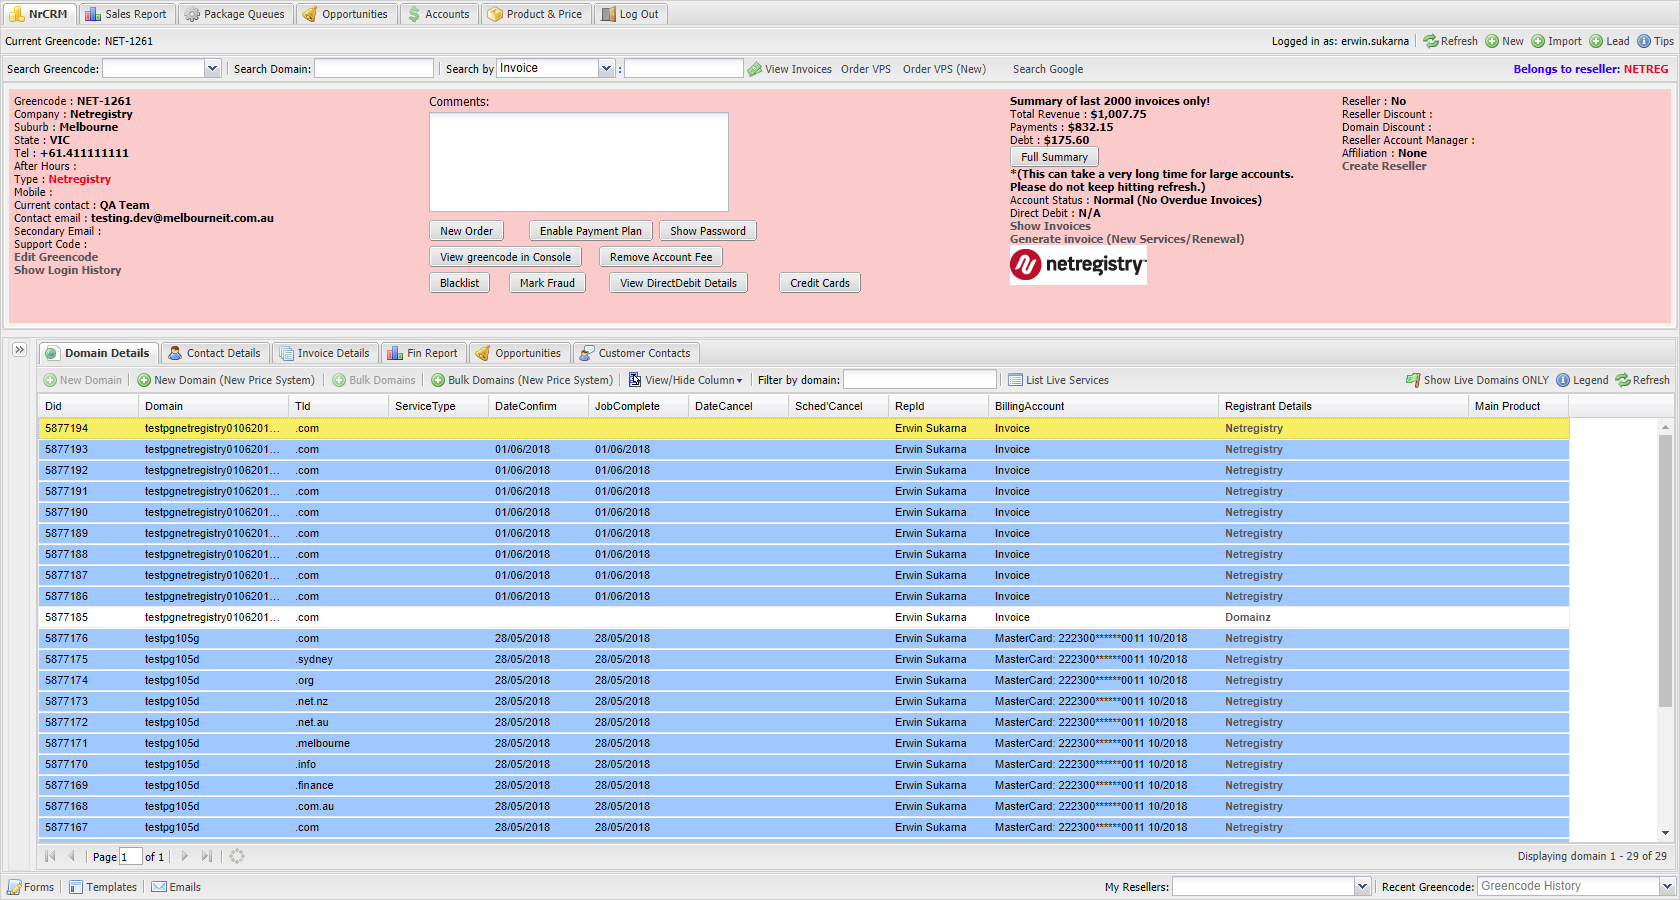 NrCRM Sales Report Package Queues Opportunities Accounts Product & Price Log Out
Current Greencode: NET-1261 Logged in as: erwin.sukarna Refresh New Import Lead Tips
Search Greencode: Search Domain: Search by Invoice : View Invoices Order VPS Order VPS (New) Search Google Belongs to reseller: NETREG
Greencode : NET-1261
Company : Netregistry
Suburb : Melbourne
State : VIC
Tel : +61.411111111
After Hours :
Type : Netregistry
Mobile :
Current contact : QA Team
Contact email : testing.dev@melbourneit.com.au
Secondary Email :
Support Code :
Edit Greencode
Show Login History
Comments:
New Order Enable Payment Plan Show Password
View greencode in Console Remove Account Fee
Blacklist Mark Fraud View DirectDebit Details Credit Cards
Summary of last 2000 invoices only!
Total Revenue : $1,007.75
Payments : $832.15
Debt : $175.60
Full Summary
*(This can take a very long time for large accounts.
Please do not keep hitting refresh.)
Account Status : Normal (No Overdue Invoices)
Direct Debit : N/A
Show Invoices
Generate invoice (New Services/Renewal)
netregistry
Reseller : No
Reseller Discount :
Domain Discount :
Reseller Account Manager :
Affiliation : None
Create Reseller
Domain Details Contact Details Invoice Details Fin Report Opportunities Customer Contacts
New Domain New Domain (New Price System) Bulk Domains Bulk Domains (New Price System) View/Hide Column Filter by domain: List Live Services Show Live Domains ONLY Legend Refresh
Did Domain Tld ServiceType DateConfirm JobComplete DateCancel Sched'Cancel RepId BillingAccount Registrant Details Main Product
5877194 testpgnetregistry0106201... .com Erwin Sukarna Invoice Netregistry
5877193 testpgnetregistry0106201... .com 01/06/2018 01/06/2018 Erwin Sukarna Invoice Netregistry
5877192 testpgnetregistry0106201... .com 01/06/2018 01/06/2018 Erwin Sukarna Invoice Netregistry
5877191 testpgnetregistry0106201... .com 01/06/2018 01/06/2018 Erwin Sukarna Invoice Netregistry
5877190 testpgnetregistry0106201... .com 01/06/2018 01/06/2018 Erwin Sukarna Invoice Netregistry
5877189 testpgnetregistry0106201... .com 01/06/2018 01/06/2018 Erwin Sukarna Invoice Netregistry
5877188 testpgnetregistry0106201... .com 01/06/2018 01/06/2018 Erwin Sukarna Invoice Netregistry
5877187 testpgnetregistry0106201... .com 01/06/2018 01/06/2018 Erwin Sukarna Invoice Netregistry
5877186 testpgnetregistry0106201... .com 01/06/2018 01/06/2018 Erwin Sukarna Invoice Netregistry
5877185 testpgnetregistry0106201... .com Erwin Sukarna Invoice Domainz
5877176 testpg105g .com 28/05/2018 28/05/2018 Erwin Sukarna MasterCard: 222300******0011 10/2018 Netregistry
5877175 testpg105d .sydney 28/05/2018 28/05/2018 Erwin Sukarna MasterCard: 222300******0011 10/2018 Netregistry
5877174 testpg105d .org 28/05/2018 28/05/2018 Erwin Sukarna MasterCard: 222300******0011 10/2018 Netregistry
5877173 testpg105d .net.nz 28/05/2018 28/05/2018 Erwin Sukarna MasterCard: 222300******0011 10/2018 Netregistry
5877172 testpg105d .net.au 28/05/2018 28/05/2018 Erwin Sukarna MasterCard: 222300******0011 10/2018 Netregistry
5877171 testpg105d .melbourne 28/05/2018 28/05/2018 Erwin Sukarna MasterCard: 222300******0011 10/2018 Netregistry
5877170 testpg105d .info 28/05/2018 28/05/2018 Erwin Sukarna MasterCard: 222300******0011 10/2018 Netregistry
5877169 testpg105d .finance 28/05/2018 28/05/2018 Erwin Sukarna MasterCard: 222300******0011 10/2018 Netregistry
5877168 testpg105d .com.au 28/05/2018 28/05/2018 Erwin Sukarna MasterCard: 222300******0011 10/2018 Netregistry
5877167 testpg105d .com 28/05/2018 28/05/2018 Erwin Sukarna MasterCard: 222300******0011 10/2018 Netregistry
Page 1 of 1 Displaying domain 1 - 29 of 29
Forms Templates Emails My Resellers: Recent Greencode: Greencode History